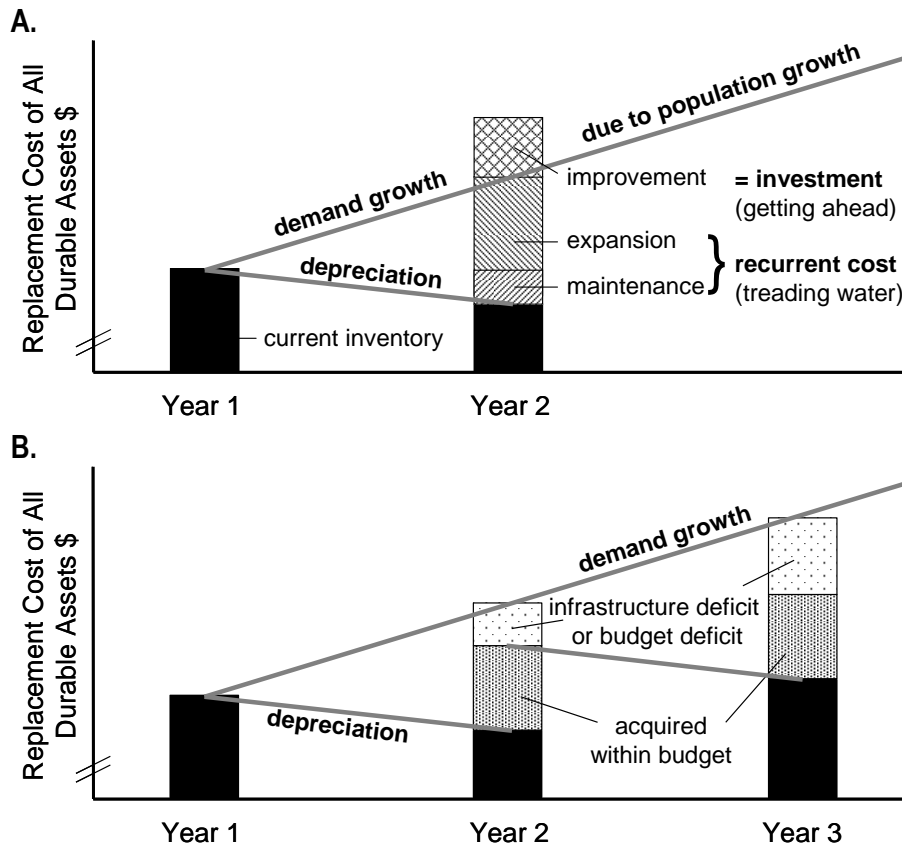 A.
Replacement Cost of All
Durable Assets $
demand growth
due to population growth
depreciation
current inventory
improvement
= investment
(getting ahead)
expansion
maintenance
}
recurrent cost
(treading water)
Year 1
Year 2
B.
Replacement Cost of All
Durable Assets $
demand growth
depreciation
infrastructure deficit
or budget deficit
acquired
within budget
Year 1
Year 2
Year 3